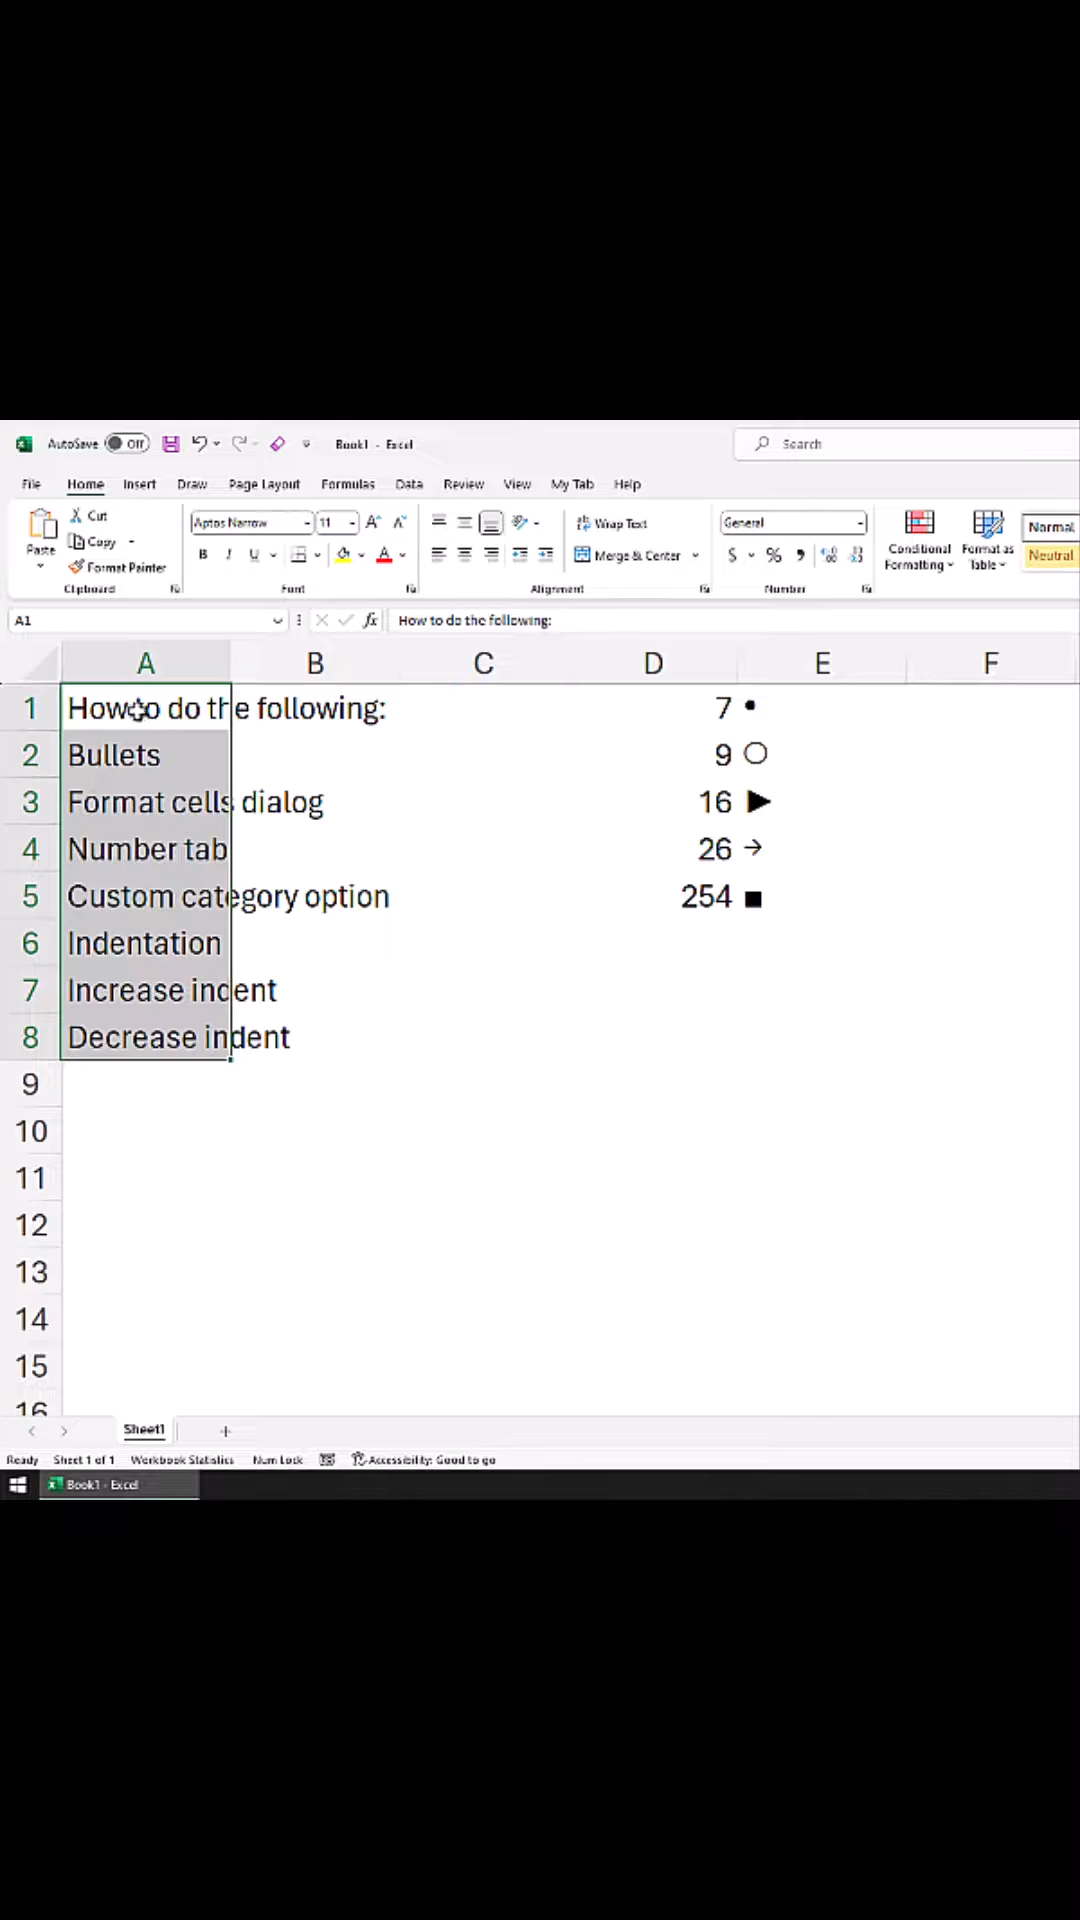 AutoSave Off Book1 - Excel Search
File Home Insert Draw Page Layout Formulas Data Review View My Tab Help
Cut
Copy
Format Painter
Paste
Clipboard
Aptos Narrow 11
B I U
Font
Wrap Text
Merge & Center
Alignment
General
$ % ,
Number
Conditional Formatting
Format as Table
Normal
Neutral
A1 fx How to do the following:
A B C D E F
1 How to do the following: 7 •
2 Bullets 9 ○
3 Format cells dialog 16 ►
4 Number tab 26 →
5 Custom category option 254 ■
6 Indentation
7 Increase indent
8 Decrease indent
9
10
11
12
13
14
15
16
Sheet1 +
Ready Sheet 1 of 1 Workbook Statistics Num Lock Accessibility: Good to go
Book1 - Excel